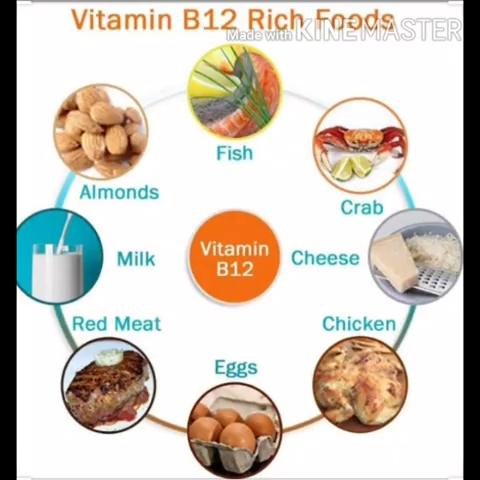 Vitamin B12 Rich Foods
Made with KINEMASTER
Fish
Almonds
Crab
Milk
Vitamin
B12
Cheese
Red Meat
Chicken
Eggs